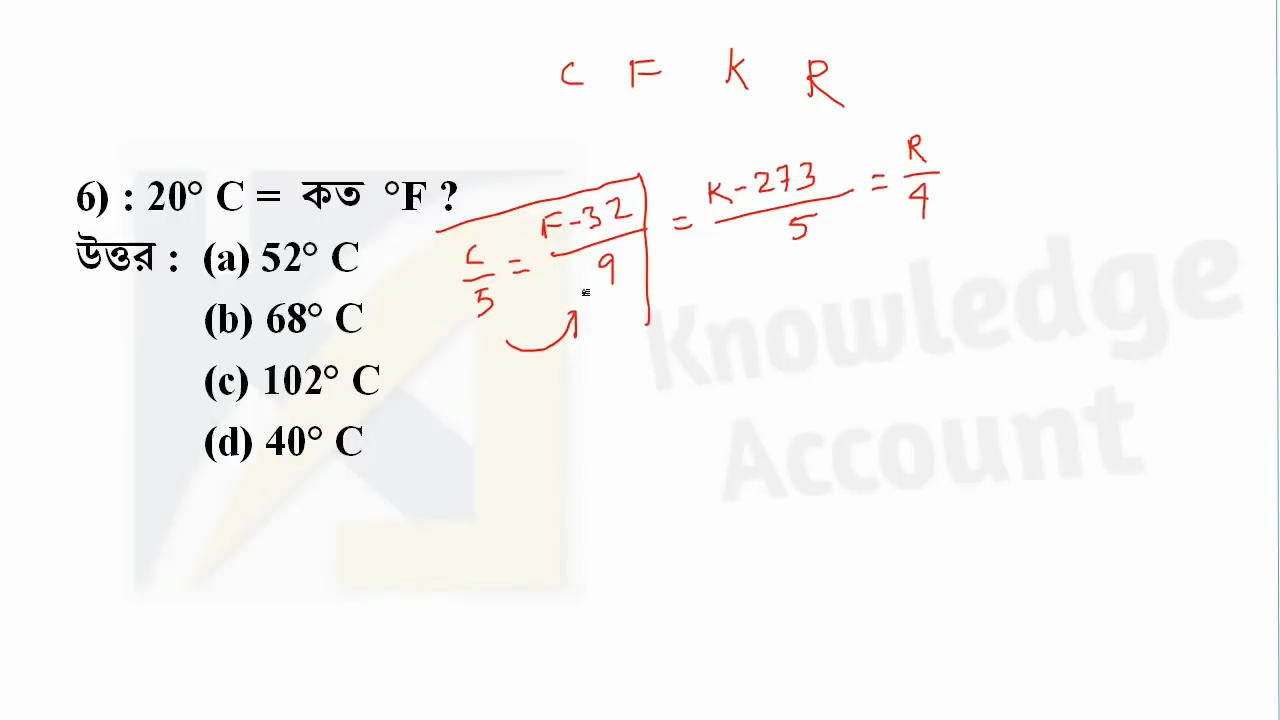 C F K R
6) : 20° C = কত °F ?
C/5 = F-32/9 = K-273/5 = R/4
উত্তর : (a) 52° C
(b) 68° C
(c) 102° C
(d) 40° C
Knowledge
Account